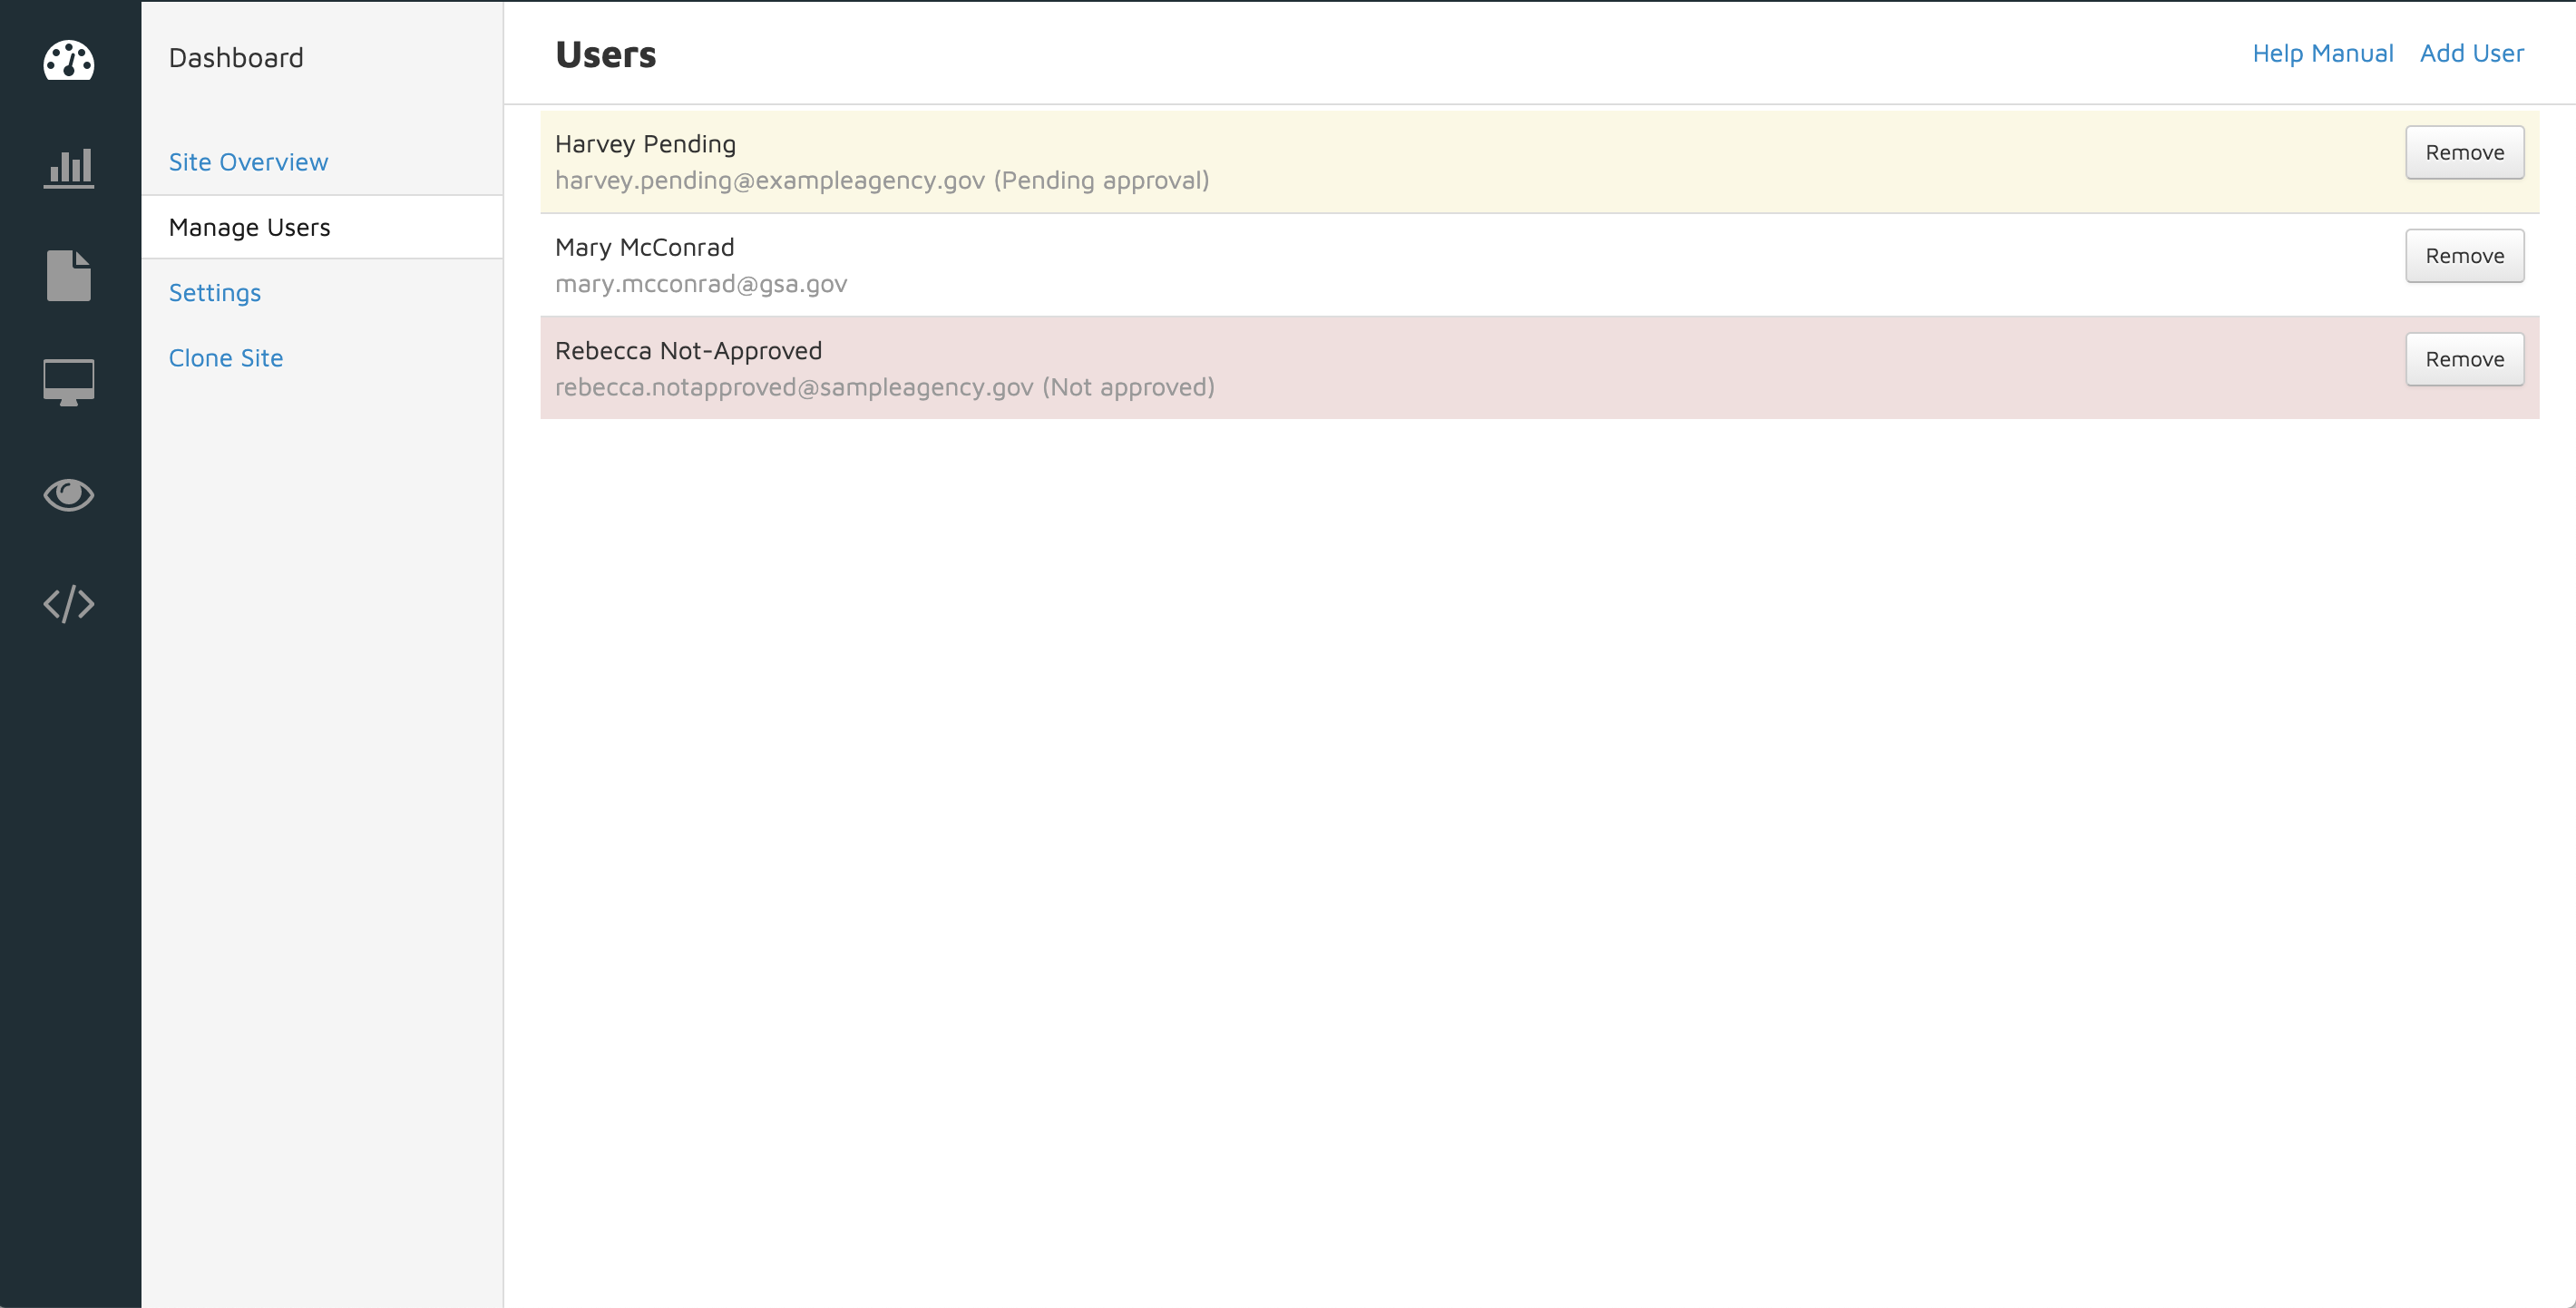 Dashboard
Site Overview
Manage Users
Settings
Clone Site
Users
Help Manual Add User
Harvey Pending
harvey.pending@exampleagency.gov (Pending approval)
Remove
Mary McConrad
mary.mcconrad@gsa.gov
Remove
Rebecca Not-Approved
rebecca.notapproved@sampleagency.gov (Not approved)
Remove